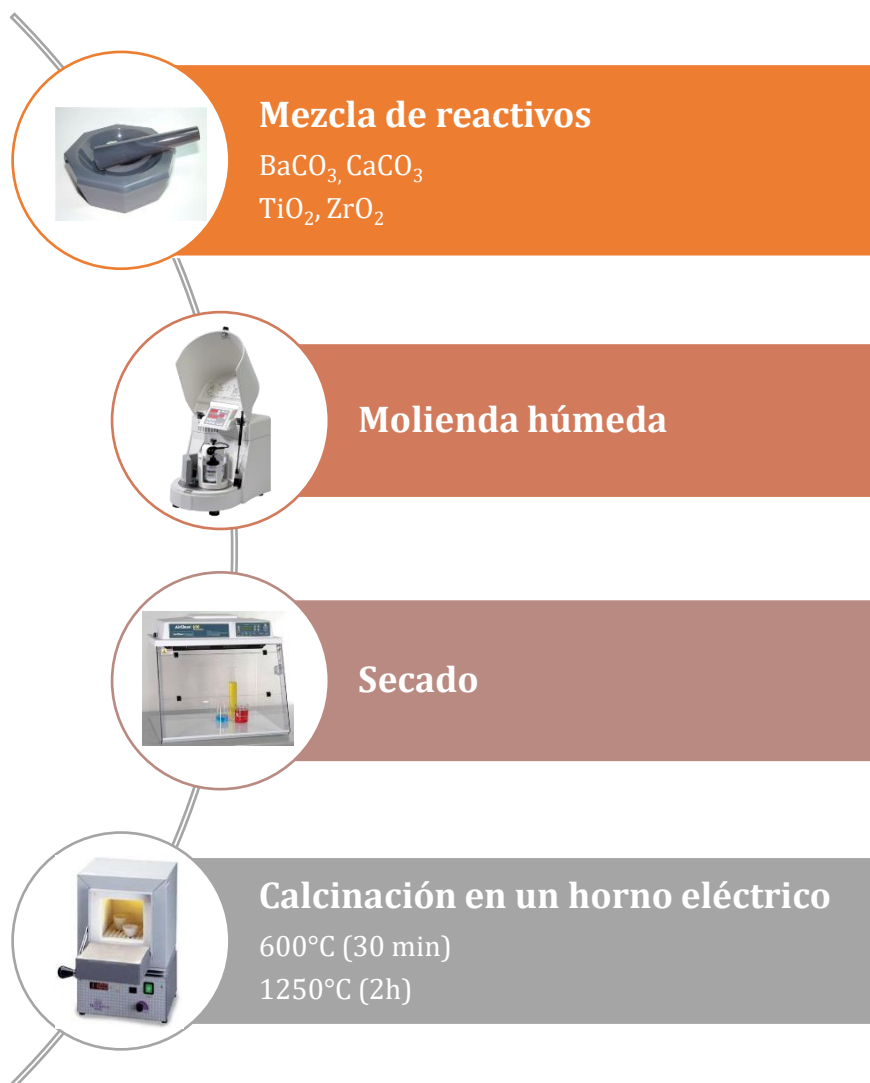 Mezcla de reactivos
BaCO₃, CaCO₃
TiO₂, ZrO₂
Molienda húmeda
AirClean
Secado
Calcinación en un horno eléctrico
600°C (30 min)
1250°C (2h)